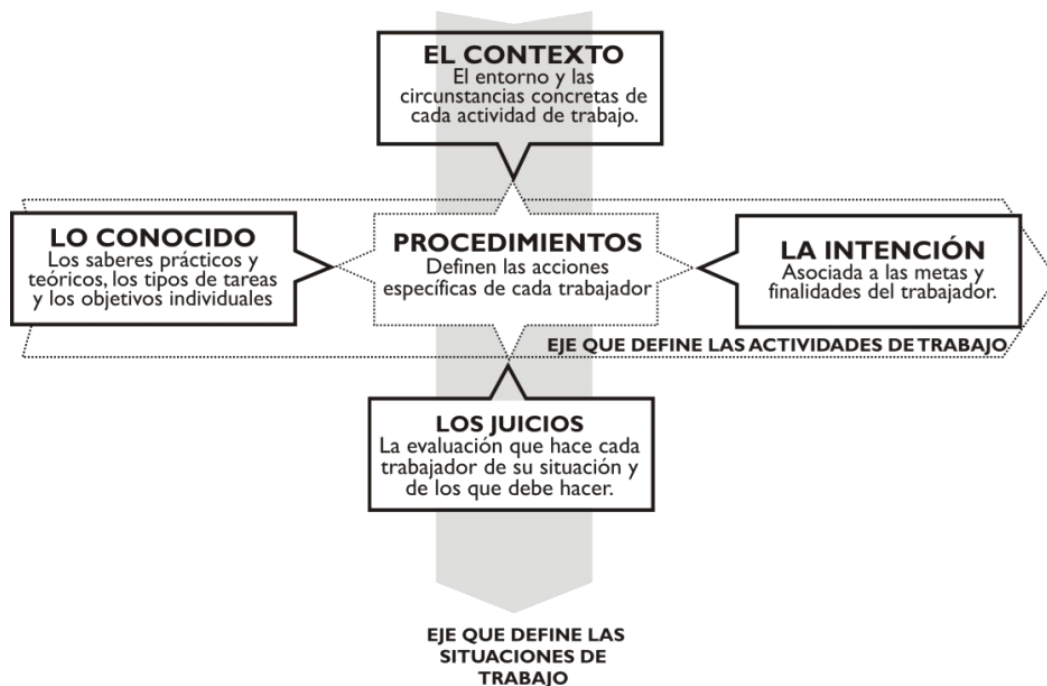 EL CONTEXTO
El entorno y las
circunstancias concretas de
cada actividad de trabajo.
LO CONOCIDO
Los saberes prácticos y
teóricos, los tipos de tareas
y los objetivos individuales
PROCEDIMIENTOS
Definen las acciones
específicas de cada trabajador
LA INTENCIÓN
Asociada a las metas y
finalidades del trabajador.
EJE QUE DEFINE LAS ACTIVIDADES DE TRABAJO
LOS JUICIOS
La evaluación que hace cada
trabajador de su situación y
de los que debe hacer.
EJE QUE DEFINE LAS
SITUACIONES DE
TRABAJO